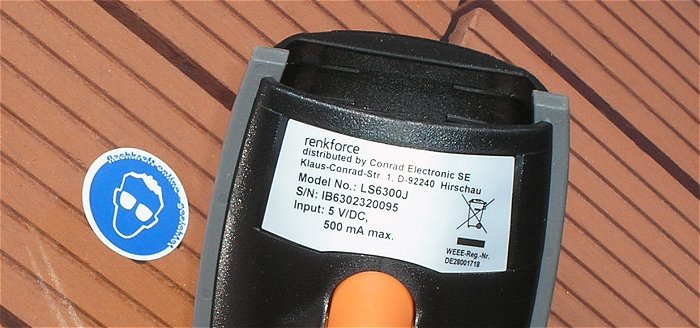 renkforce
distributed by Conrad Electronic SE
Klaus-Conrad-Str. 1, D-92240 Hirschau
Model No.: LS6300J
S/N: IB6302320095
Input: 5 V/DC,
500 mA max.
WEEE-Reg.-Nr.
DE28001718